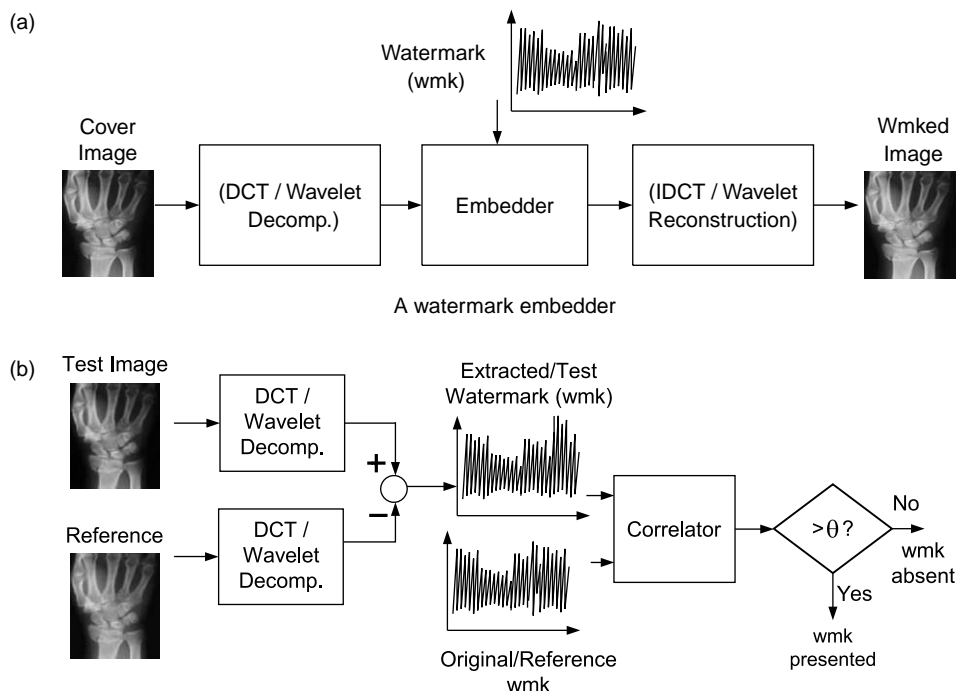 (a)
Watermark
(wmk)
Cover
Image
(DCT / Wavelet
Decomp.)
Embedder
(IDCT / Wavelet
Reconstruction)
Wmked
Image
A watermark embedder
(b)
Test Image
DCT /
Wavelet
Decomp.
+
−
Reference
DCT /
Wavelet
Decomp.
Extracted/Test
Watermark (wmk)
Original/Reference
wmk
Correlator
>θ?
No
wmk
absent
Yes
wmk
presented